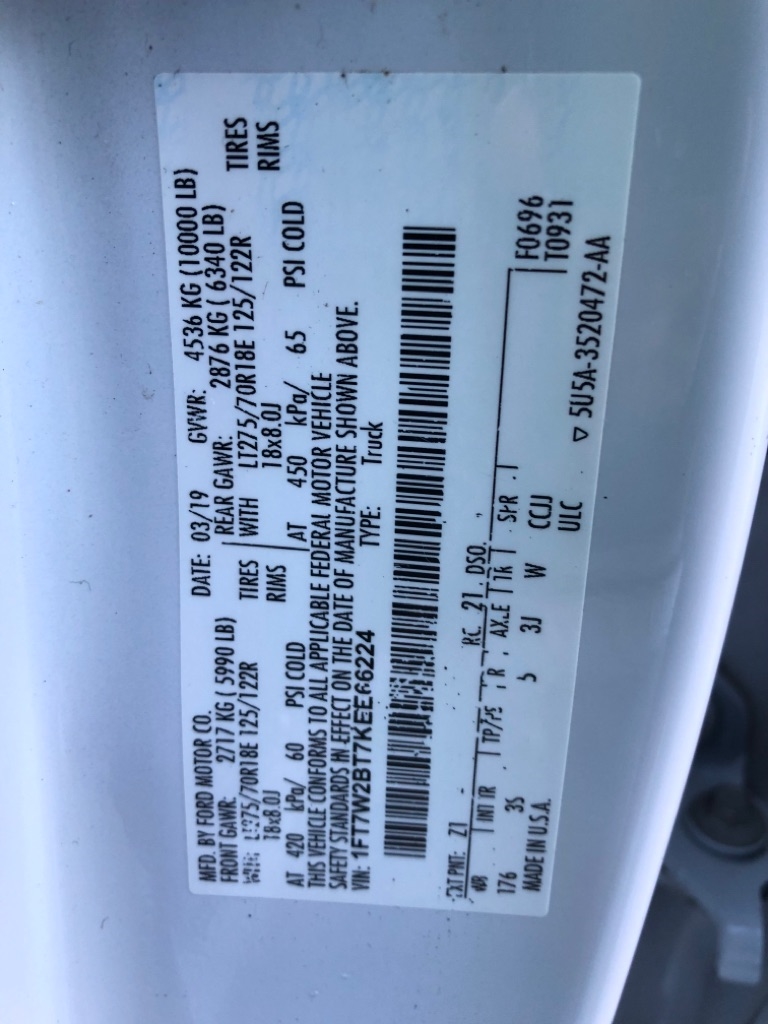 MFD. BY FORD MOTOR CO.
DATE: 03/19 GVWR: 4536 KG (10000 LB)
FRONT GAWR: 2717 KG ( 5990 LB)
REAR GAWR: 2876 KG ( 6340 LB)
WITH LT275/70R18E 125/122R TIRES
WITH LT275/70R18E 125/122R TIRES
18x8.0J RIMS
18x8.0J RIMS
AT 420 kPa/ 60 PSI COLD
AT 450 kPa/ 65 PSI COLD
THIS VEHICLE CONFORMS TO ALL APPLICABLE FEDERAL MOTOR VEHICLE
SAFETY STANDARDS IN EFFECT ON THE DATE OF MANUFACTURE SHOWN ABOVE.
VIN: 1FT7W2BT7KEE66224 TYPE: Truck
F0696
T0931
EXT PNT: Z1 RC: 21 DSO:
WB INT TR TP/PS R AXLE TR SPR
176 3S 5 3J W CCJJ
MADE IN U.S.A. ULC
5U5A-3520472-AA